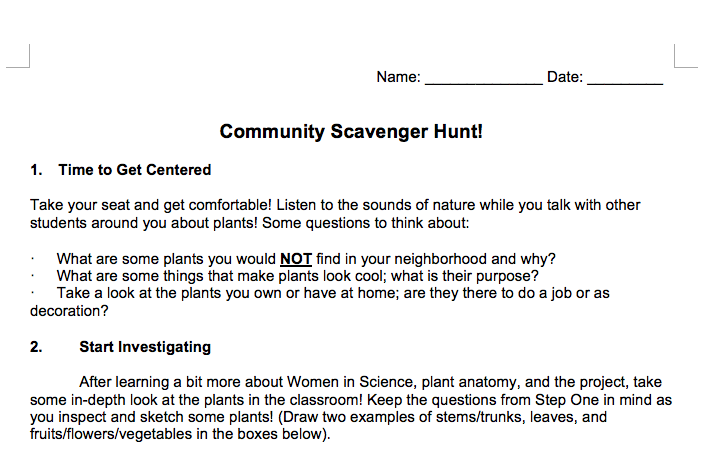 Name: ______________ Date: _________
Community Scavenger Hunt!
1. Time to Get Centered
Take your seat and get comfortable! Listen to the sounds of nature while you talk with other
students around you about plants! Some questions to think about:
· What are some plants you would NOT find in your neighborhood and why?
· What are some things that make plants look cool; what is their purpose?
· Take a look at the plants you own or have at home; are they there to do a job or as
decoration?
2. Start Investigating
After learning a bit more about Women in Science, plant anatomy, and the project, take
some in-depth look at the plants in the classroom! Keep the questions from Step One in mind as
you inspect and sketch some plants! (Draw two examples of stems/trunks, leaves, and
fruits/flowers/vegetables in the boxes below).